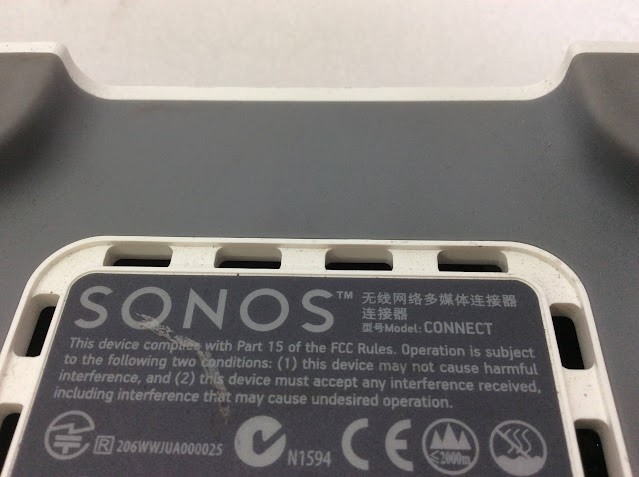 SONOS™ 无线网络多媒体连接器
连接器
型号Model: CONNECT
This device complies with Part 15 of the FCC Rules. Operation is subject
to the following two conditions: (1) this device may not cause harmful
interference, and (2) this device must accept any interference received,
including interference that may cause undesired operation.
R 206WWJUA000025 N1594 CE ≤2000m